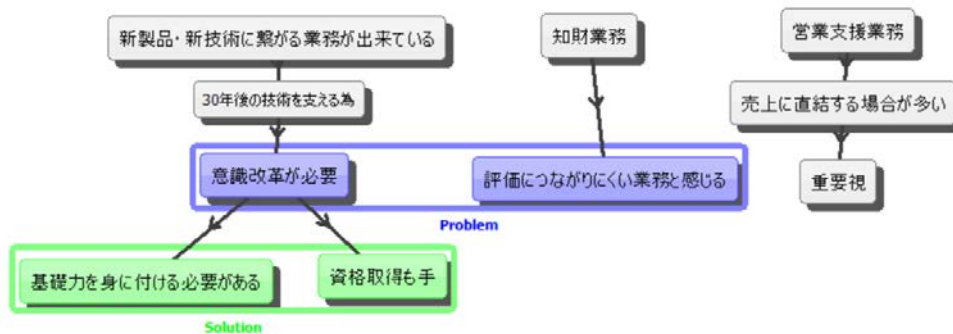 新製品・新技術に繋がる業務が出来ている
知財業務
営業支援業務
30年後の技術を支える為
売上に直結する場合が多い
意識改革が必要
評価につながりにくい業務と感じる
重要視
Problem
基礎力を身に付ける必要がある
資格取得も手
Solution